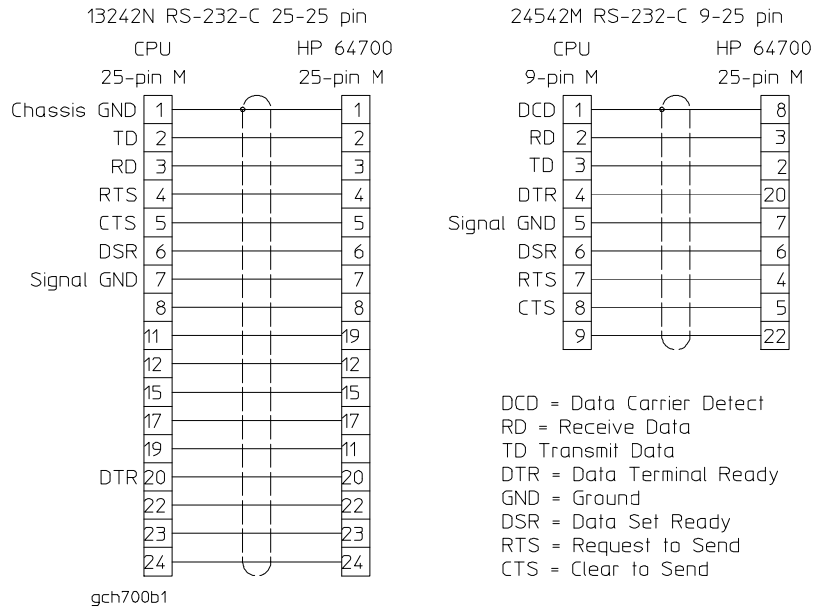 13242N RS-232-C 25-25 pin
CPU HP 64700
25-pin M 25-pin M
Chassis GND 1 1
TD 2 2
RD 3 3
RTS 4 4
CTS 5 5
DSR 6 6
Signal GND 7 7
8 8
11 19
12 12
15 15
17 17
19 11
DTR 20 20
22 22
23 23
24 24
gch700b1
24542M RS-232-C 9-25 pin
CPU HP 64700
9-pin M 25-pin M
DCD 1 8
RD 2 3
TD 3 2
DTR 4 20
Signal GND 5 7
DSR 6 6
RTS 7 4
CTS 8 5
9 22
DCD = Data Carrier Detect
RD = Receive Data
TD Transmit Data
DTR = Data Terminal Ready
GND = Ground
DSR = Data Set Ready
RTS = Request to Send
CTS = Clear to Send